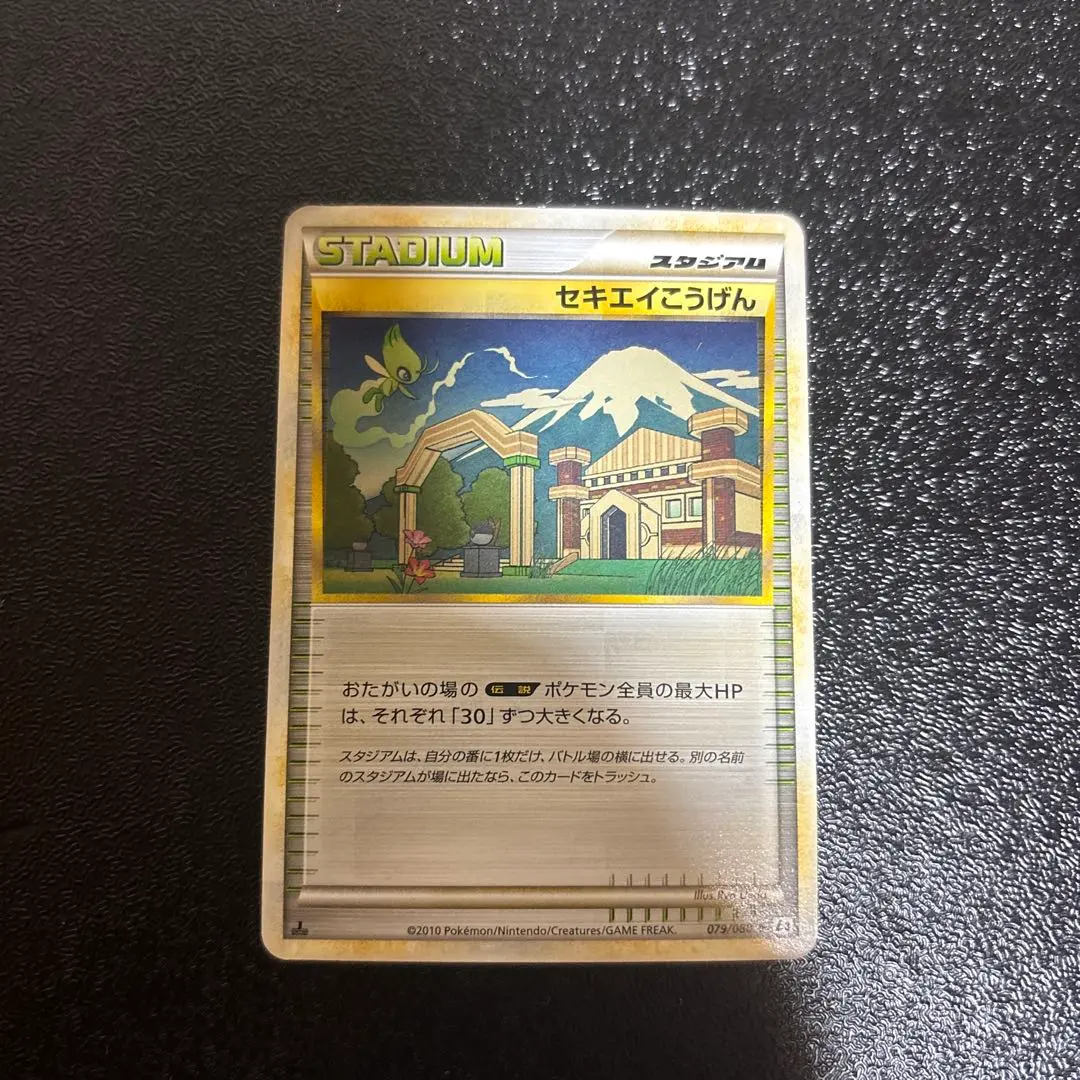 STADIUM
スタジアム
セキエイこうげん
おたがいの場の 伝説 ポケモン全員の最大HP
は、それぞれ「30」ずつ大きくなる。
スタジアムは、自分の番に1枚だけ、バトル場の横に出せる。別の名前
のスタジアムが場に出たなら、このカードをトラッシュ。
Illus. Ryo Ueda
©2010 Pokémon/Nintendo/Creatures/GAME FREAK.
079/080